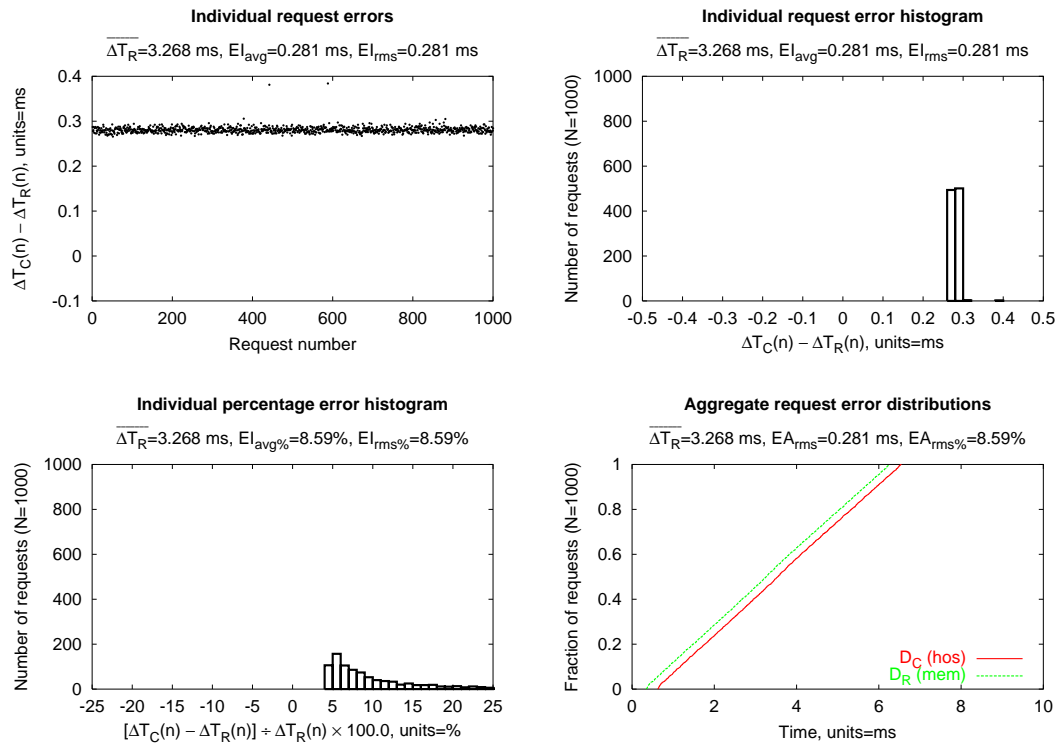 Individual request errors
ΔT_R=3.268 ms, EI_avg=0.281 ms, EI_rms=0.281 ms
ΔT_C(n) − ΔT_R(n), units=ms
0.4
0.3
0.2
0.1
0
-0.1
0 200 400 600 800 1000
Request number
Individual request error histogram
ΔT_R=3.268 ms, EI_avg=0.281 ms, EI_rms=0.281 ms
Number of requests (N=1000)
1000
800
600
400
200
0
-0.5 -0.4 -0.3 -0.2 -0.1 0 0.1 0.2 0.3 0.4 0.5
ΔT_C(n) − ΔT_R(n), units=ms
Individual percentage error histogram
ΔT_R=3.268 ms, EI_avg%=8.59%, EI_rms%=8.59%
Number of requests (N=1000)
1000
800
600
400
200
0
-25 -20 -15 -10 -5 0 5 10 15 20 25
[ΔT_C(n) − ΔT_R(n)] ÷ ΔT_R(n) × 100.0, units=%
Aggregate request error distributions
ΔT_R=3.268 ms, EA_rms=0.281 ms, EA_rms%=8.59%
Fraction of requests (N=1000)
1
0.8
0.6
0.4
0.2
0
D_C (hos)
D_R (mem)
0 2 4 6 8 10
Time, units=ms